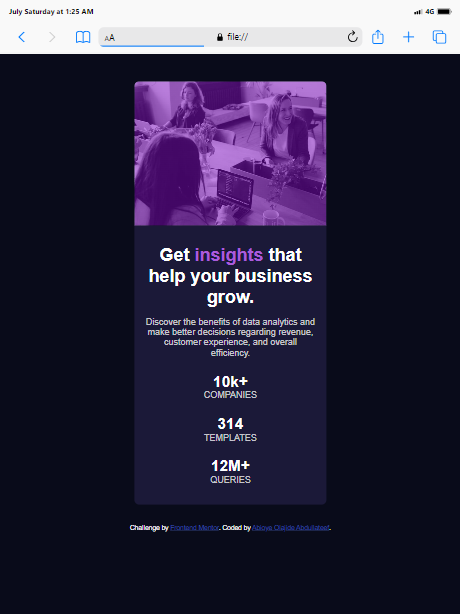 July Saturday at 1:25 AM
4G
AA
file://
Get insights that
help your business
grow.
Discover the benefits of data analytics and
make better decisions regarding revenue,
customer experience, and overall
efficiency.
10k+
COMPANIES
314
TEMPLATES
12M+
QUERIES
Challenge by Frontend Mentor. Coded by Abioye Olajide Abdullateef.